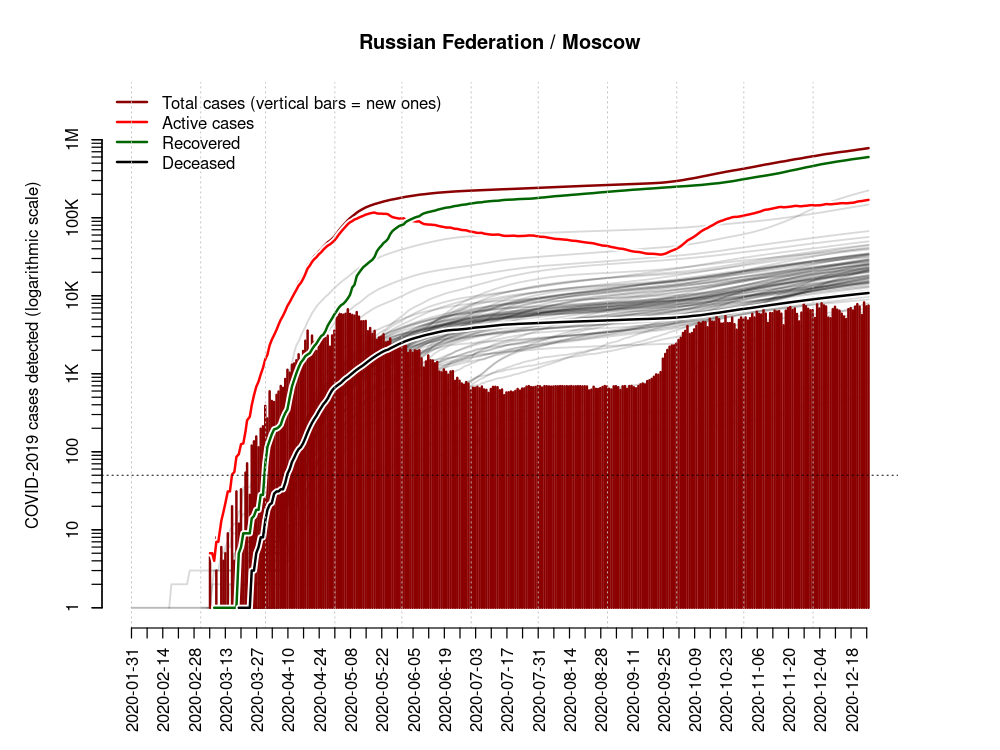 Russian Federation / Moscow
Total cases (vertical bars = new ones)
Active cases
Recovered
Deceased
COVID-2019 cases detected (logarithmic scale)
1M
100K
10K
1K
100
10
1
2020-01-31
2020-02-14
2020-02-28
2020-03-13
2020-03-27
2020-04-10
2020-04-24
2020-05-08
2020-05-22
2020-06-05
2020-06-19
2020-07-03
2020-07-17
2020-07-31
2020-08-14
2020-08-28
2020-09-11
2020-09-25
2020-10-09
2020-10-23
2020-11-06
2020-11-20
2020-12-04
2020-12-18